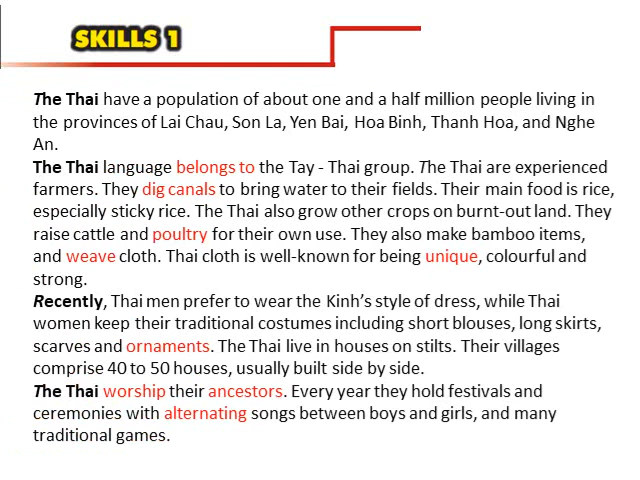 SKILLS 1
The Thai have a population of about one and a half million people living in
the provinces of Lai Chau, Son La, Yen Bai, Hoa Binh, Thanh Hoa, and Nghe
An.
The Thai language belongs to the Tay - Thai group. The Thai are experienced
farmers. They dig canals to bring water to their fields. Their main food is rice,
especially sticky rice. The Thai also grow other crops on burnt-out land. They
raise cattle and poultry for their own use. They also make bamboo items,
and weave cloth. Thai cloth is well-known for being unique, colourful and
strong.
Recently, Thai men prefer to wear the Kinh's style of dress, while Thai
women keep their traditional costumes including short blouses, long skirts,
scarves and ornaments. The Thai live in houses on stilts. Their villages
comprise 40 to 50 houses, usually built side by side.
The Thai worship their ancestors. Every year they hold festivals and
ceremonies with alternating songs between boys and girls, and many
traditional games.